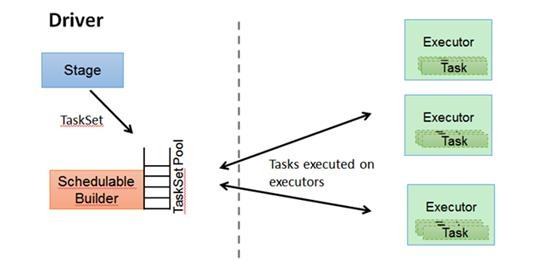 Driver
Stage
TaskSet
Schedulable
Builder
TaskSet Pool
Tasks executed on
executors
Executor
Task
Executor
Task
Executor
Task